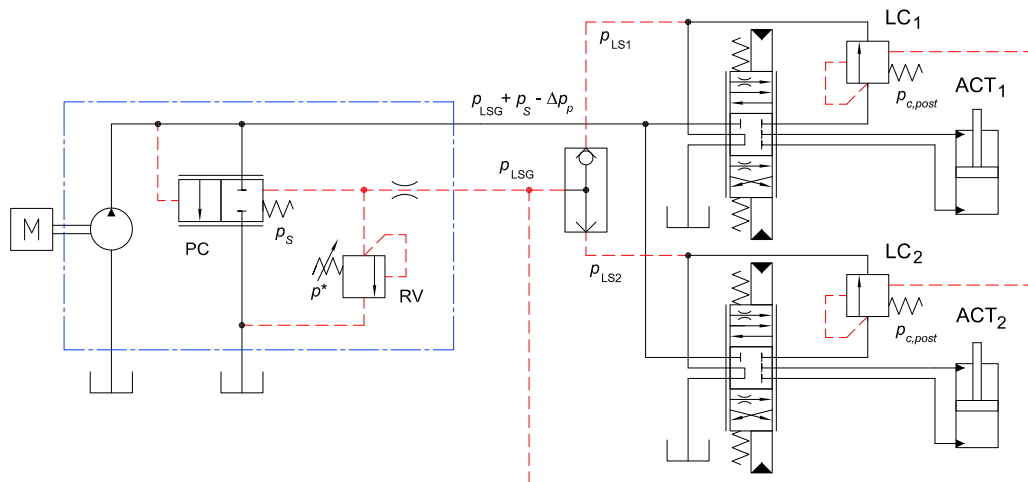 LC1
pLS1
pc,post
ACT1
pLSG + pS - Δpp
pLSG
M
PC
pS
p*
RV
pLS2
LC2
pc,post
ACT2